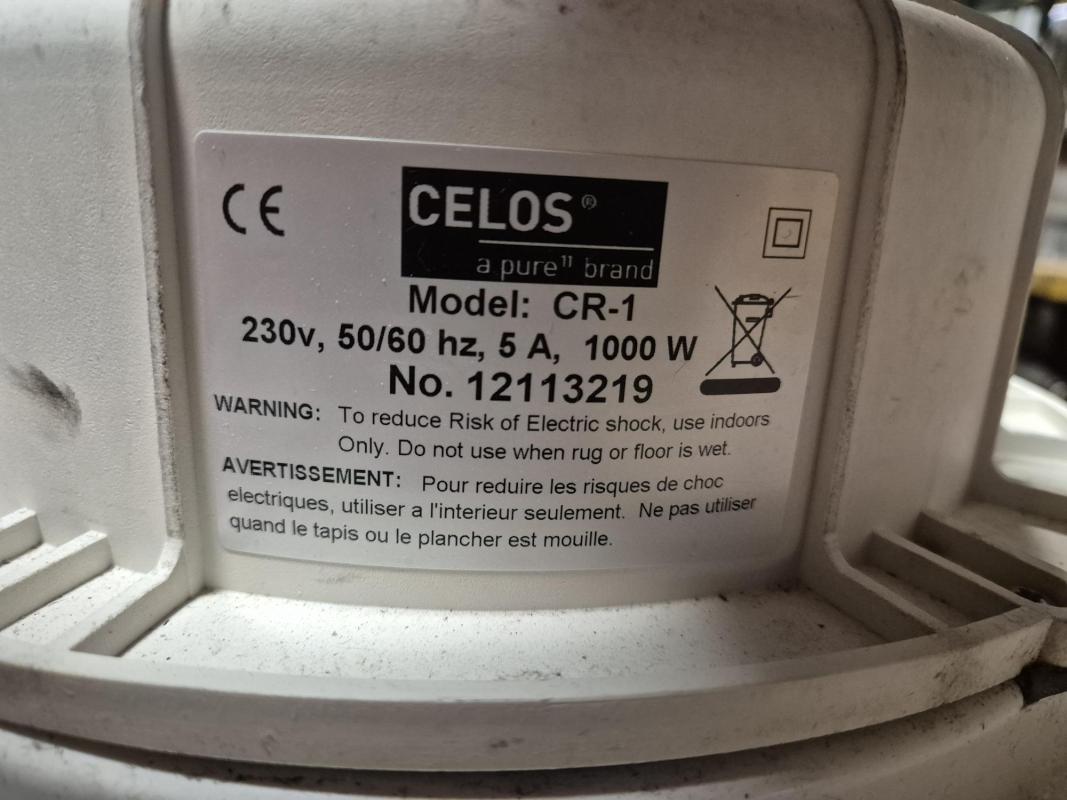 CE
CELOS®
a pure¹¹ brand
Model: CR-1
230v, 50/60 hz, 5 A, 1000 W
No. 12113219
WARNING: To reduce Risk of Electric shock, use indoors
Only. Do not use when rug or floor is wet.
AVERTISSEMENT: Pour reduire les risques de choc
electriques, utiliser a l'interieur seulement. Ne pas utiliser
quand le tapis ou le plancher est mouille.